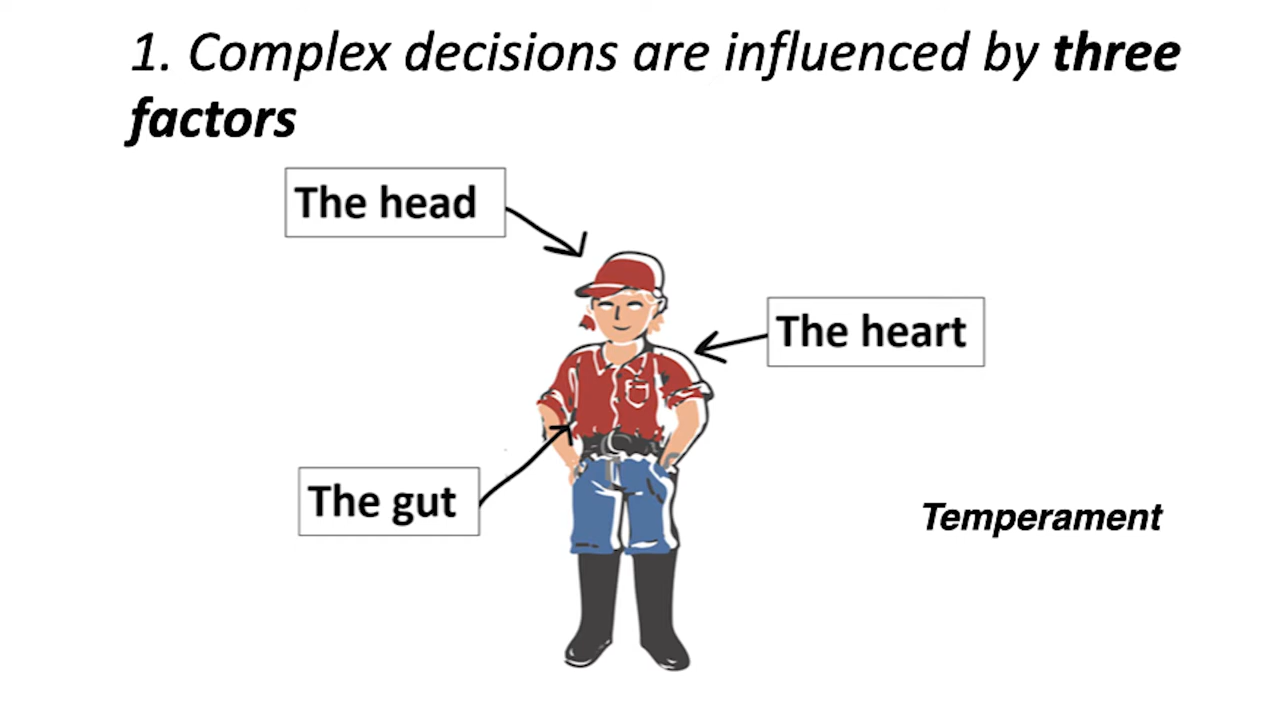 1. Complex decisions are influenced by three
factors
The head
The heart
The gut
Temperament